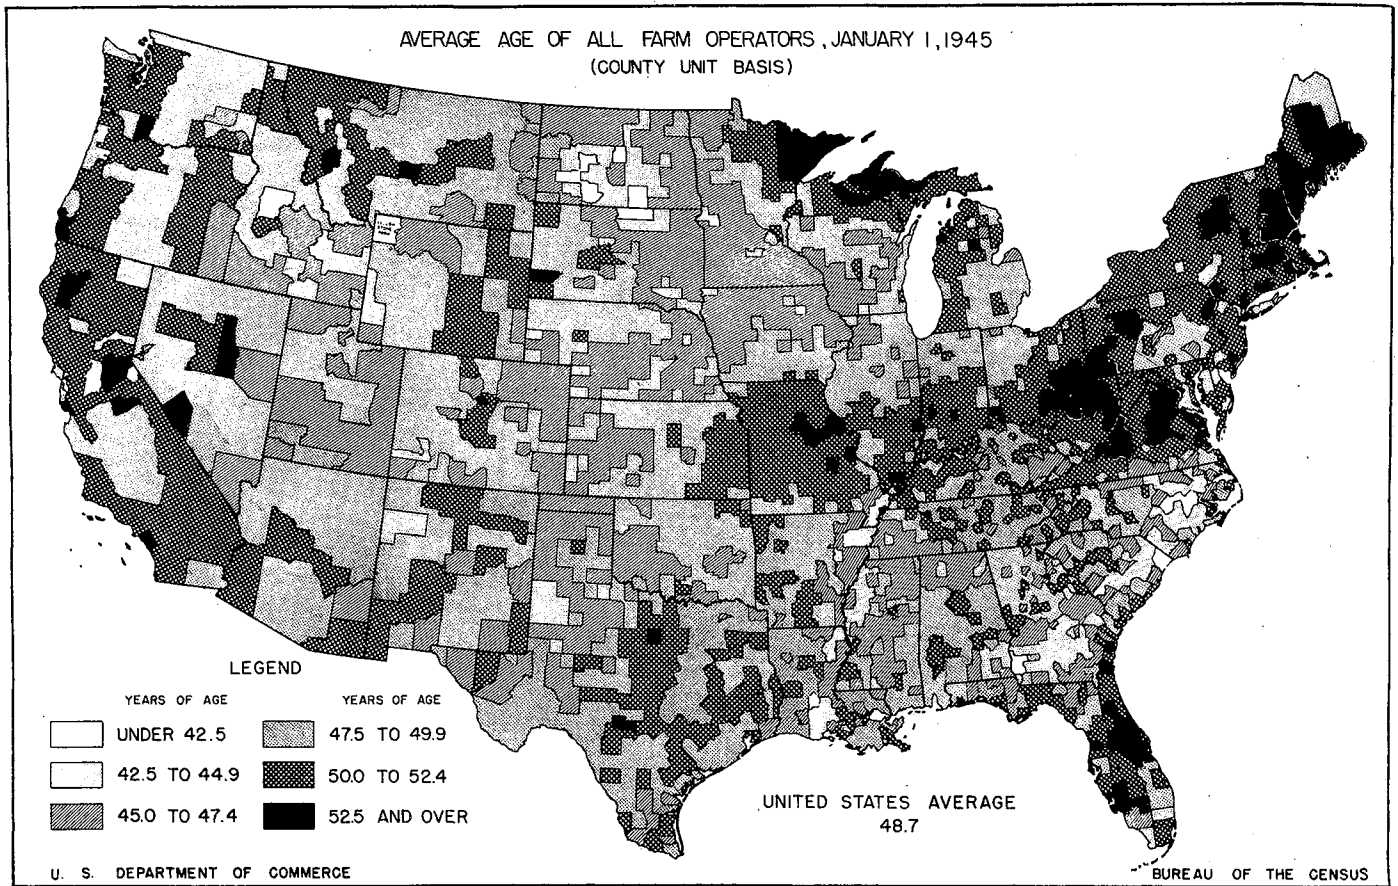 AVERAGE AGE OF ALL FARM OPERATORS, JANUARY 1, 1945
(COUNTY UNIT BASIS)
LEGEND
YEARS OF AGE
UNDER 42.5
42.5 TO 44.9
45.0 TO 47.4
YEARS OF AGE
47.5 TO 49.9
50.0 TO 52.4
52.5 AND OVER
UNITED STATES AVERAGE
48.7
U. S. DEPARTMENT OF COMMERCE
BUREAU OF THE CENSUS